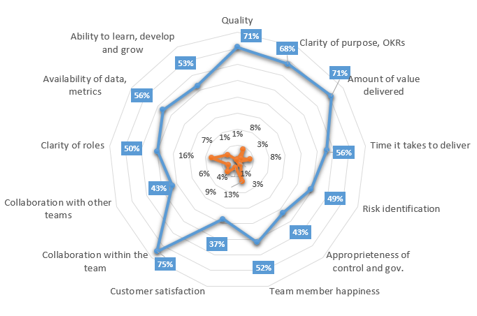 Quality
71%
Ability to learn, develop
and grow
53%
68%
Clarity of purpose, OKRs
Availability of data,
metrics
56%
71%
Amount of value
delivered
Clarity of roles
50%
7%
1%
1%
8%
3%
16%
8%
56%
Time it takes to deliver
6%
4%
1%
3%
9%
13%
43%
Collaboration with other
teams
49%
Risk identification
Collaboration within the
team
75%
37%
43%
Approprieteness of
control and gov.
Customer satisfaction
52%
Team member happiness